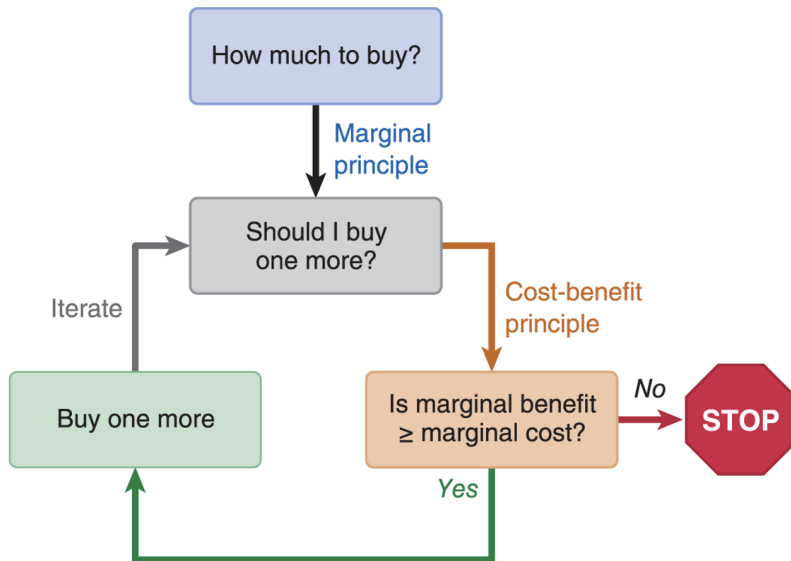 How much to buy?
Marginal
principle
Should I buy
one more?
Iterate
Cost-benefit
principle
Buy one more
Is marginal benefit
≥ marginal cost?
No
STOP
Yes